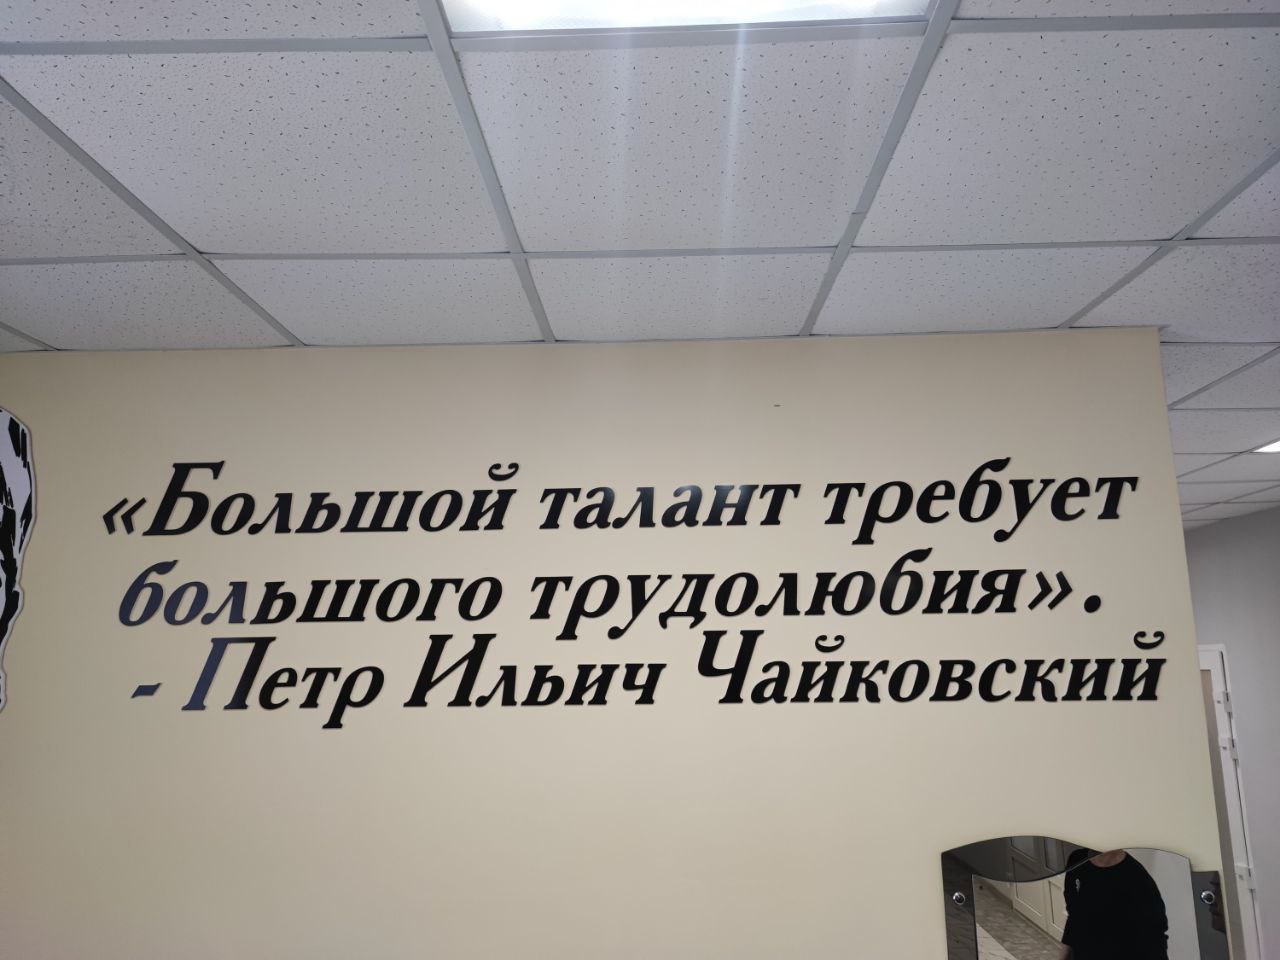 «Большой талант требует
большого трудолюбия».
- Петр Ильич Чайковский